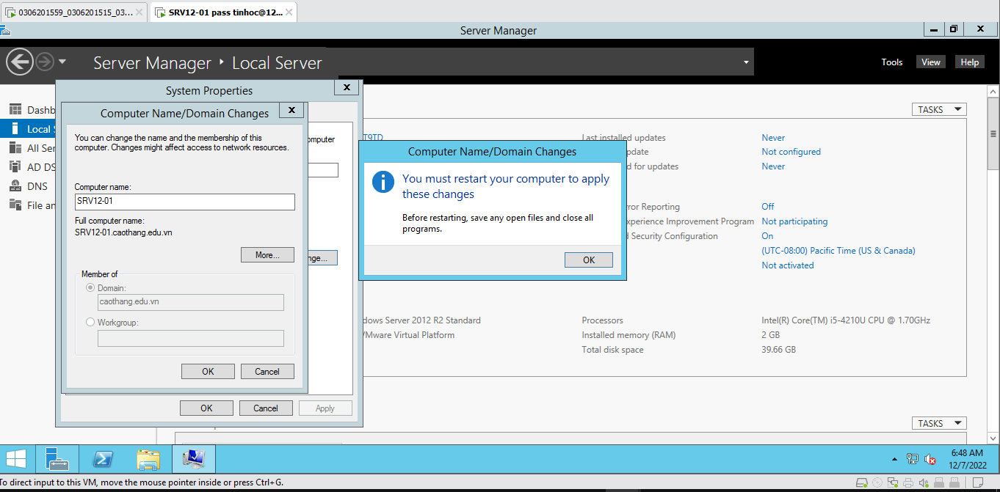 0306201559_0306201515_03...
SRV12-01 pass tinhoc@12...
Server Manager
Server Manager Local Server
Tools View Help
System Properties
Computer Name/Domain Changes
You can change the name and the membership of this
computer. Changes might affect access to network resources.
Computer name:
SRV12-01
Full computer name:
SRV12-01.caothang.edu.vn
More...
Member of
Domain:
caothang.edu.vn
Workgroup:
OK Cancel
OK Cancel Apply
Dashb
Local S
All Ser
AD DS
DNS
File an
omputer
nge...
Computer Name/Domain Changes
You must restart your computer to apply
these changes
Before restarting, save any open files and close all
programs.
OK
TASKS
T9TD
Last installed updates Never
pdate Not configured
d for updates Never
ror Reporting Off
xperience Improvement Program Not participating
d Security Configuration On
(UTC-08:00) Pacific Time (US & Canada)
Not activated
dows Server 2012 R2 Standard Processors Intel(R) Core(TM) i5-4210U CPU @ 1.70GHz
VMware Virtual Platform Installed memory (RAM) 2 GB
Total disk space 39.66 GB
TASKS
6:48 AM
12/7/2022
To direct input to this VM, move the mouse pointer inside or press Ctrl+G.